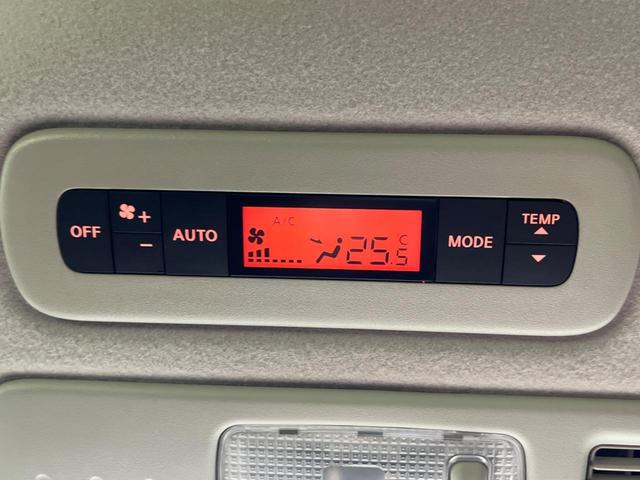 OFF
+
-
AUTO
A/C
25.5 °C
MODE
TEMP